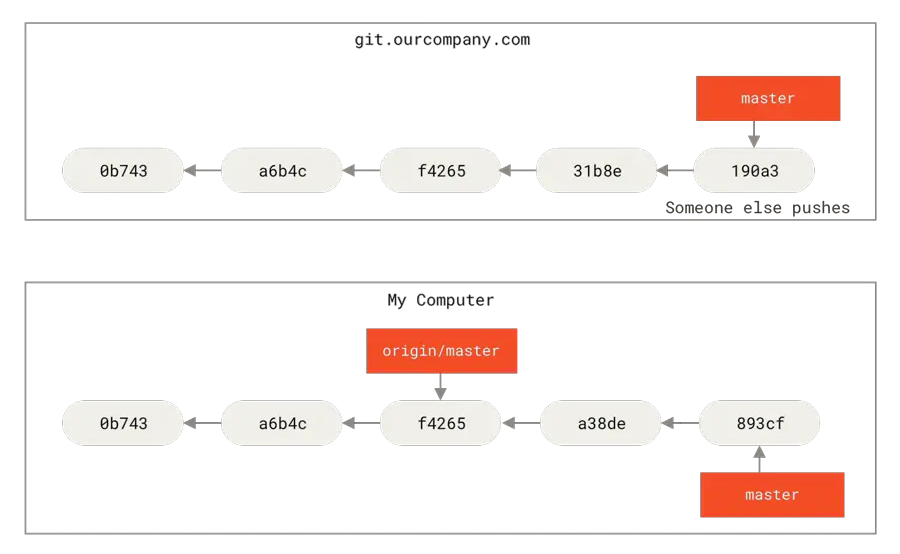 git.ourcompany.com
master
0b743
a6b4c
f4265
31b8e
190a3
Someone else pushes
My Computer
origin/master
0b743
a6b4c
f4265
a38de
893cf
master